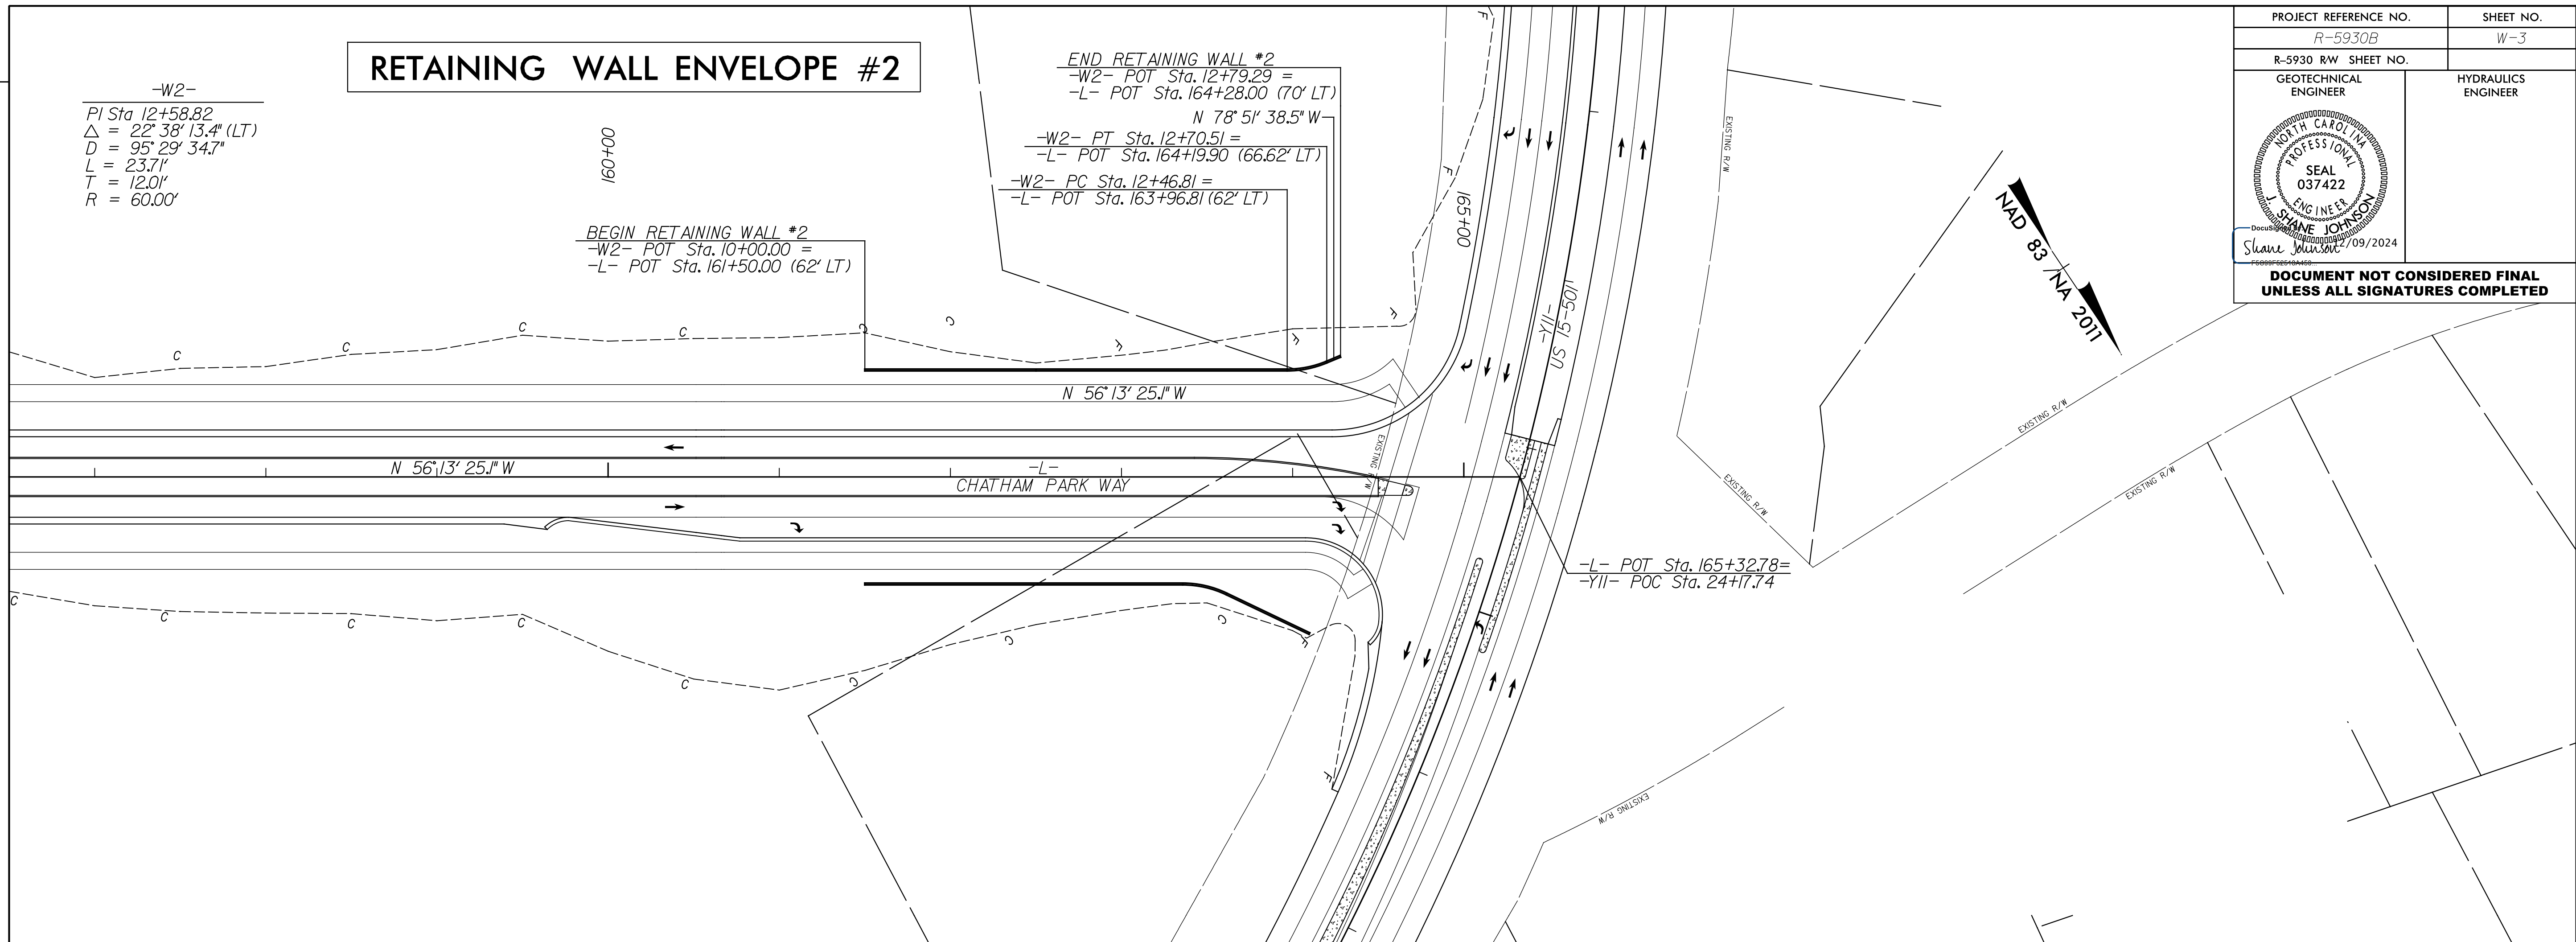 RETAINING WALL ENVELOPE #2
-W2-
PI Sta 12+58.82
△ = 22° 38' 13.4" (LT)
D = 95° 29' 34.7"
L = 23.71'
T = 12.01'
R = 60.00'
160+00
BEGIN RETAINING WALL #2
-W2- POT Sta. 10+00.00 =
-L- POT Sta. 161+50.00 (62' LT)
END RETAINING WALL #2
-W2- POT Sta. 12+79.29 =
-L- POT Sta. 164+28.00 (70' LT)
N 78° 51' 38.5" W
-W2- PT Sta. 12+70.51 =
-L- POT Sta. 164+19.90 (66.62' LT)
-W2- PC Sta. 12+46.81 =
-L- POT Sta. 163+96.81 (62' LT)
165+00
-Y11-
US 15-501
EXISTING R/W
NAD 83 /NA 2011
PROJECT REFERENCE NO.
SHEET NO.
R-5930B
W-3
R-5930 R/W SHEET NO.
GEOTECHNICAL
ENGINEER
HYDRAULICS
ENGINEER
NORTH CAROLINA
PROFESSIONAL
SEAL
037422
ENGINEER
J. SHANE JOHNSON
Shane Johnson
2/09/2024
DOCUMENT NOT CONSIDERED FINAL
UNLESS ALL SIGNATURES COMPLETED
C
C
C
C
C
C
F
F
F
F
F
N 56° 13' 25.1" W
N 56° 13' 25.1" W
-L-
CHATHAM PARK WAY
EXISTING R/W
EXISTING R/W
EXISTING R/W
EXISTING R/W
-L- POT Sta. 165+32.78=
-Y11- POC Sta. 24+17.74
C
C
C
C
C
C
C
C
F
F
EXISTING R/W